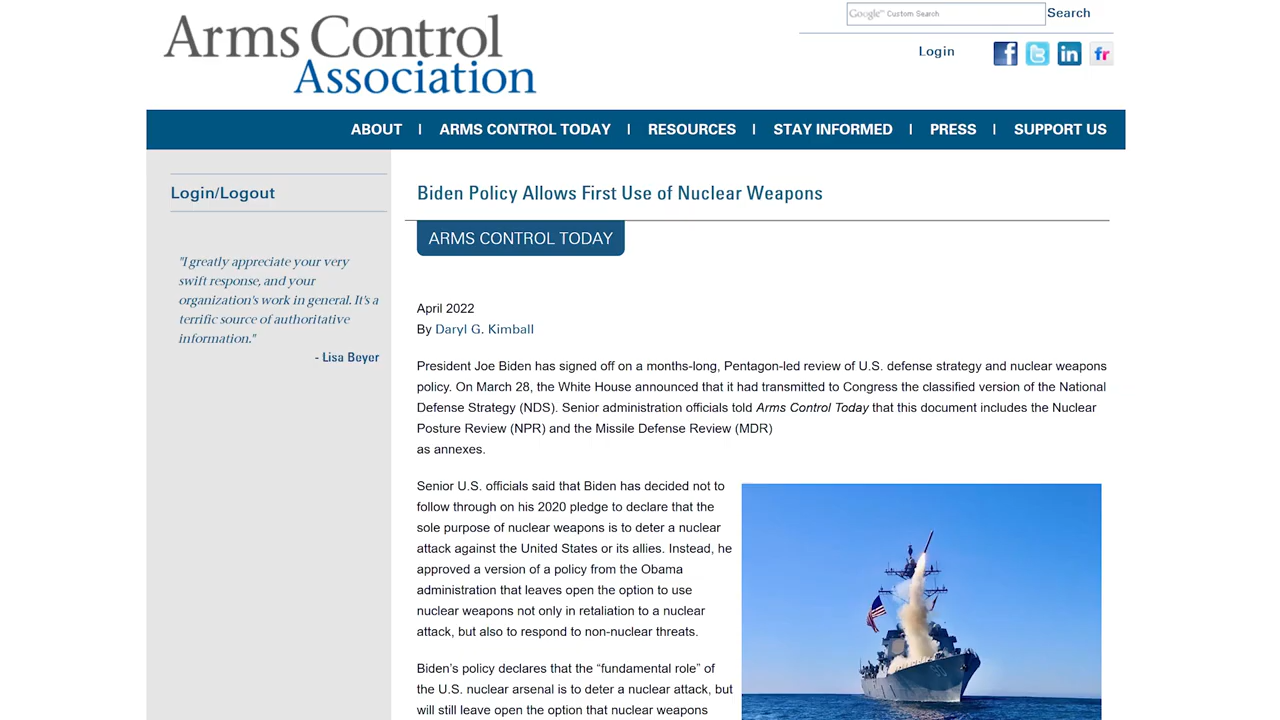 Arms Control
Association
Google™ Custom Search
Search
Login
ABOUT | ARMS CONTROL TODAY | RESOURCES | STAY INFORMED | PRESS | SUPPORT US
Login/Logout
"I greatly appreciate your very
swift response, and your
organization's work in general. It's a
terrific source of authoritative
information."
- Lisa Beyer
Biden Policy Allows First Use of Nuclear Weapons
ARMS CONTROL TODAY
April 2022
By Daryl G. Kimball
President Joe Biden has signed off on a months-long, Pentagon-led review of U.S. defense strategy and nuclear weapons
policy. On March 28, the White House announced that it had transmitted to Congress the classified version of the National
Defense Strategy (NDS). Senior administration officials told Arms Control Today that this document includes the Nuclear
Posture Review (NPR) and the Missile Defense Review (MDR)
as annexes.
Senior U.S. officials said that Biden has decided not to
follow through on his 2020 pledge to declare that the
sole purpose of nuclear weapons is to deter a nuclear
attack against the United States or its allies. Instead, he
approved a version of a policy from the Obama
administration that leaves open the option to use
nuclear weapons not only in retaliation to a nuclear
attack, but also to respond to non-nuclear threats.
Biden's policy declares that the “fundamental role” of
the U.S. nuclear arsenal is to deter a nuclear attack, but
will still leave open the option that nuclear weapons